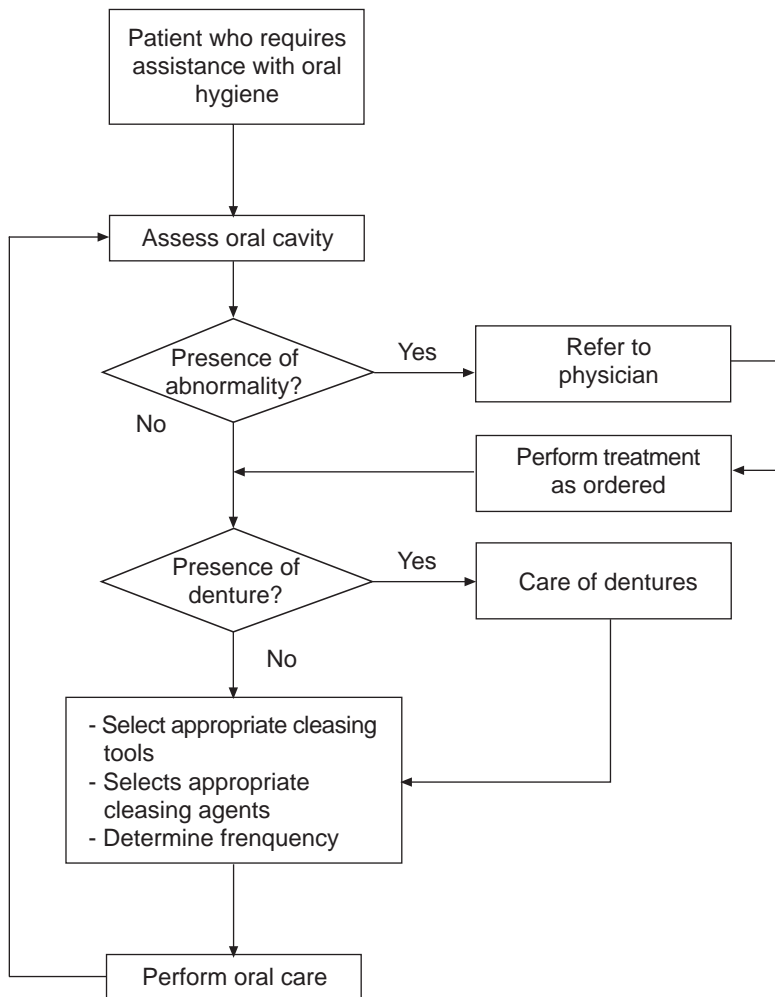 Patient who requires
assistance with oral
hygiene
Assess oral cavity
Presence of
abnormality?
Yes
Refer to
physician
No
Perform treatment
as ordered
Presence of
denture?
Yes
Care of dentures
No
- Select appropriate cleasing
tools
- Selects appropriate
cleasing agents
- Determine frenquency
Perform oral care